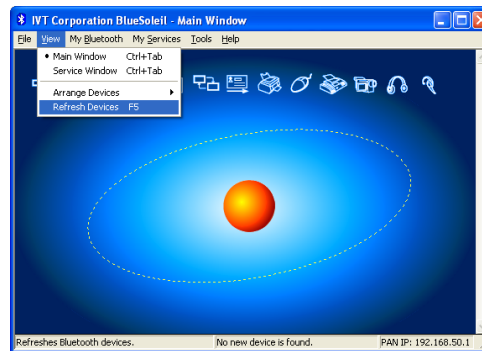 IVT Corporation BlueSoleil - Main Window
File View My Bluetooth My Services Tools Help
Main Window Ctrl+Tab
Service Window Ctrl+Tab
Arrange Devices
Refresh Devices F5
Refreshes Bluetooth devices. No new device is found. PAN IP: 192.168.50.1